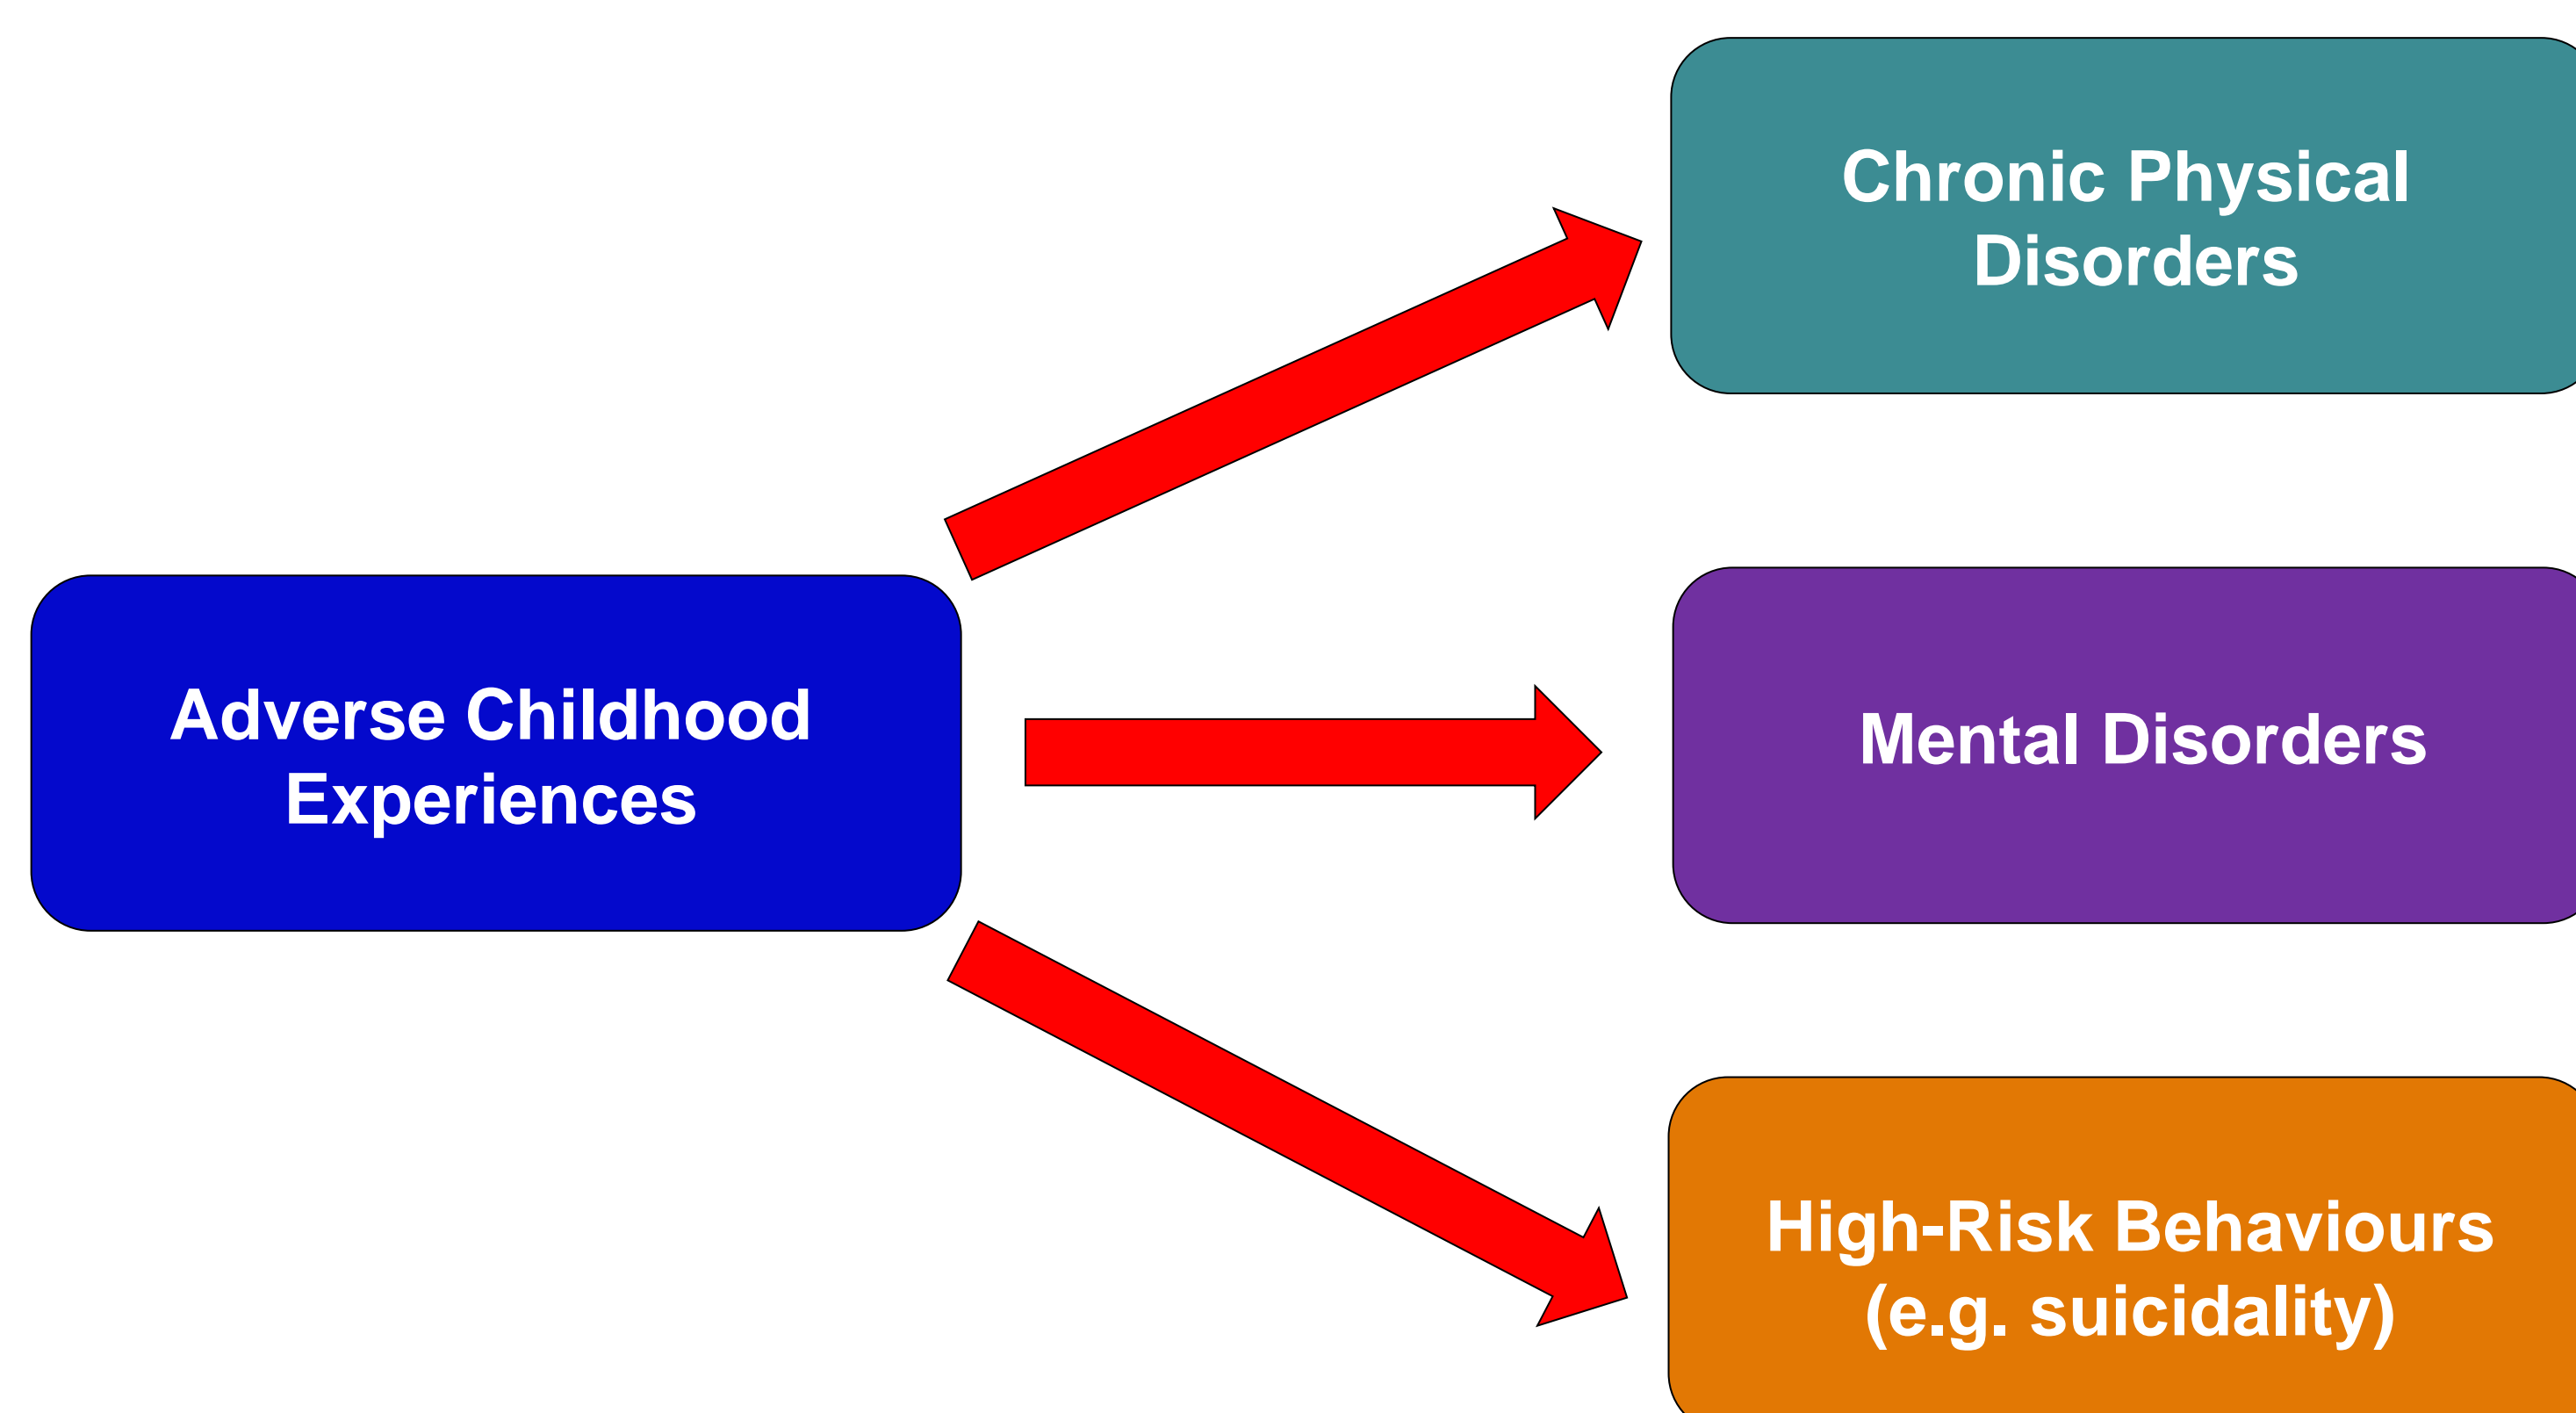 Chronic Physical
Disorders
Adverse Childhood
Experiences
Mental Disorders
High-Risk Behaviours
(e.g. suicidality)